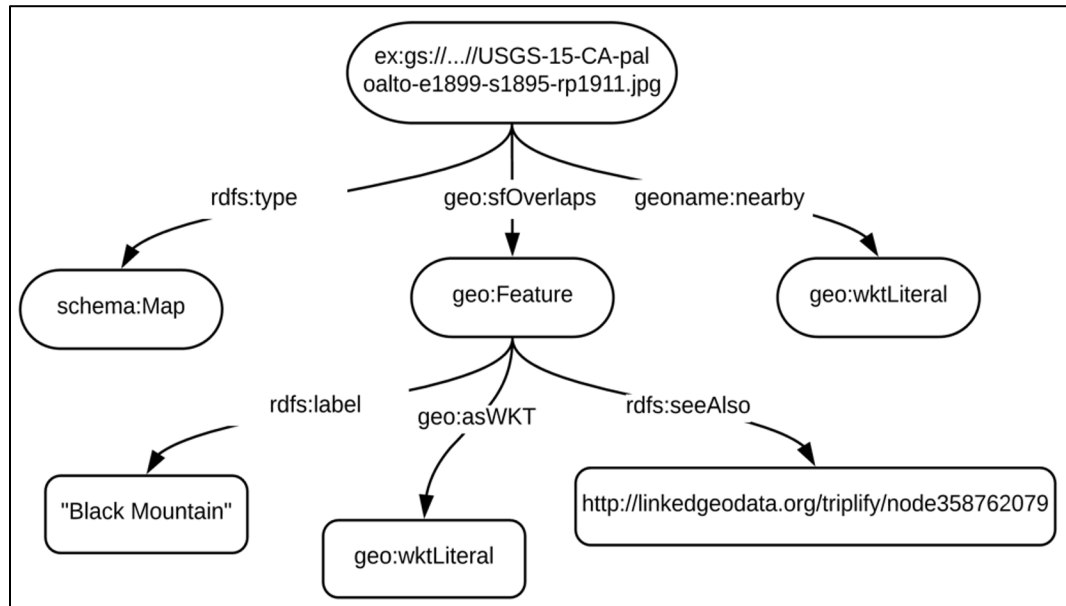 ex:gs://...//USGS-15-CA-pal
oalto-e1899-s1895-rp1911.jpg
rdfs:type
geo:sfOverlaps
geoname:nearby
schema:Map
geo:Feature
geo:wktLiteral
rdfs:label
geo:asWKT
rdfs:seeAlso
"Black Mountain"
geo:wktLiteral
http://linkedgeodata.org/triplify/node358762079